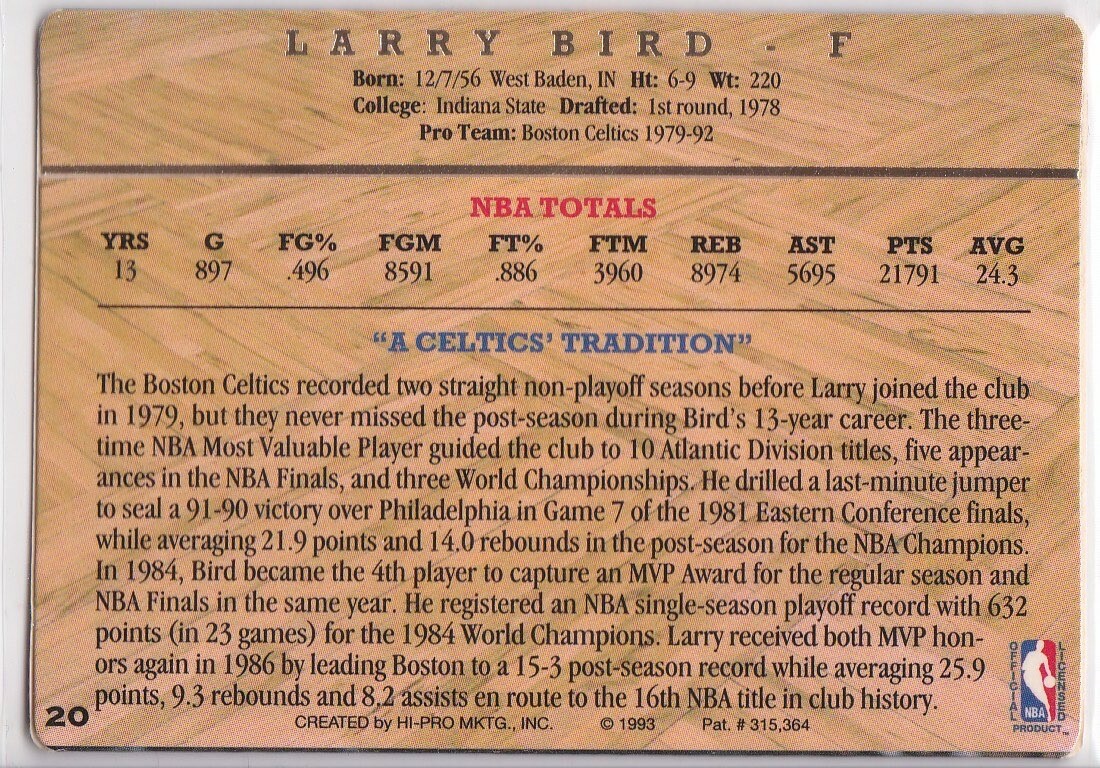 LARRY BIRD - F
Born: 12/7/56 West Baden, IN Ht: 6-9 Wt: 220
College: Indiana State Drafted: 1st round, 1978
Pro Team: Boston Celtics 1979-92
NBA TOTALS
YRS G FG% FGM FT% FTM REB AST PTS AVG
13 897 .496 8591 .886 3960 8974 5695 21791 24.3
"A CELTICS' TRADITION"
The Boston Celtics recorded two straight non-playoff seasons before Larry joined the club
in 1979, but they never missed the post-season during Bird's 13-year career. The three-
time NBA Most Valuable Player guided the club to 10 Atlantic Division titles, five appear-
ances in the NBA Finals, and three World Championships. He drilled a last-minute jumper
to seal a 91-90 victory over Philadelphia in Game 7 of the 1981 Eastern Conference finals,
while averaging 21.9 points and 14.0 rebounds in the post-season for the NBA Champions.
In 1984, Bird became the 4th player to capture an MVP Award for the regular season and
NBA Finals in the same year. He registered an NBA single-season playoff record with 632
points (in 23 games) for the 1984 World Champions. Larry received both MVP hon-
ors again in 1986 by leading Boston to a 15-3 post-season record while averaging 25.9
points, 9.3 rebounds and 8.2 assists en route to the 16th NBA title in club history.
20
CREATED by HI-PRO MKTG., INC. © 1993 Pat. # 315,364
OFFICIAL
NBA
LICENSED
PRODUCT™